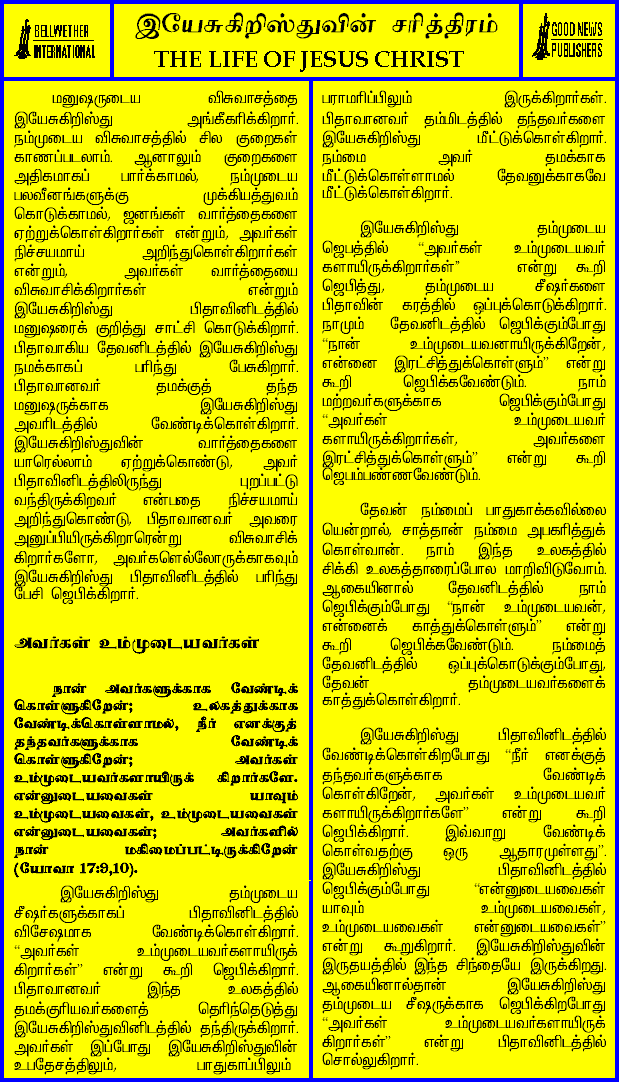 BELLWETHER
INTERNATIONAL
இயேசுகிறிஸ்துவின் சரித்திரம்
THE LIFE OF JESUS CHRIST
GOOD NEWS
PUBLISHERS
மனுஷருடைய விசுவாசத்தை
இயேசுகிறிஸ்து அங்கீகரிக்கிறார்.
நம்முடைய விசுவாசத்தில் சில குறைகள்
காணப்படலாம். ஆனாலும் குறைகளை
அதிகமாகப் பார்க்காமல், நம்முடைய
பலவீனங்களுக்கு முக்கியத்துவம்
கொடுக்காமல், ஜனங்கள் வார்த்தைகளை
ஏற்றுக்கொள்கிறார்கள் என்றும், அவர்கள்
நிச்சயமாய் அறிந்துகொள்கிறார்கள்
என்றும், அவர்கள் வார்த்தையை
விசுவாசிக்கிறார்கள் என்றும்
இயேசுகிறிஸ்து பிதாவினிடத்தில்
மனுஷரைக் குறித்து சாட்சி கொடுக்கிறார்.
பிதாவாகிய தேவனிடத்தில் இயேசுகிறிஸ்து
நமக்காகப் பரிந்து பேசுகிறார்.
பிதாவானவர் தமக்குத் தந்த
மனுஷருக்காக இயேசுகிறிஸ்து
அவரிடத்தில் வேண்டிக்கொள்கிறார்.
இயேசுகிறிஸ்துவின் வார்த்தைகளை
யாரெல்லாம் ஏற்றுக்கொண்டு, அவர்
பிதாவினிடத்திலிருந்து புறப்பட்டு
வந்திருக்கிறவர் என்பதை நிச்சயமாய்
அறிந்துகொண்டு, பிதாவானவர் அவரை
அனுப்பியிருக்கிறாரென்று விசுவாசிக்
கிறார்களோ, அவர்களெல்லோருக்காகவும்
இயேசுகிறிஸ்து பிதாவினிடத்தில் பரிந்து
பேசி ஜெபிக்கிறார்.
அவர்கள் உம்முடையவர்கள்
நான் அவர்களுக்காக வேண்டிக்
கொள்ளுகிறேன்; உலகத்துக்காக
வேண்டிக்கொள்ளாமல், நீர் எனக்குத்
தந்தவர்களுக்காக வேண்டிக்
கொள்ளுகிறேன்; அவர்கள்
உம்முடையவர்களாயிருக் கிறார்களே.
என்னுடையவைகள் யாவும்
உம்முடையவைகள், உம்முடையவைகள்
என்னுடையவைகள்; அவர்களில்
நான் மகிமைப்பட்டிருக்கிறேன்
(யோவா 17:9,10).
இயேசுகிறிஸ்து தம்முடைய
சீஷர்களுக்காகப் பிதாவினிடத்தில்
விசேஷமாக வேண்டிக்கொள்கிறார்.
“அவர்கள் உம்முடையவர்களாயிருக்
கிறார்கள்” என்று கூறி ஜெபிக்கிறார்.
பிதாவானவர் இந்த உலகத்தில்
தமக்குரியவர்களைத் தெரிந்தெடுத்து
இயேசுகிறிஸ்துவினிடத்தில் தந்திருக்கிறார்.
அவர்கள் இப்போது இயேசுகிறிஸ்துவின்
உபதேசத்திலும், பாதுகாப்பிலும்
பராமரிப்பிலும் இருக்கிறார்கள்.
பிதாவானவர் தம்மிடத்தில் தந்தவர்களை
இயேசுகிறிஸ்து மீட்டுக்கொள்கிறார்.
நம்மை அவர் தமக்காக
மீட்டுக்கொள்ளாமல் தேவனுக்காகவே
மீட்டுக்கொள்கிறார்.
இயேசுகிறிஸ்து தம்முடைய
ஜெபத்தில் “அவர்கள் உம்முடையவர்
களாயிருக்கிறார்கள்” என்று கூறி
ஜெபித்து, தம்முடைய சீஷர்களை
பிதாவின் கரத்தில் ஒப்புக்கொடுக்கிறார்.
நாமும் தேவனிடத்தில் ஜெபிக்கும்போது
“நான் உம்முடையவனாயிருக்கிறேன்,
என்னை இரட்சித்துக்கொள்ளும்” என்று
கூறி ஜெபிக்கவேண்டும். நாம்
மற்றவர்களுக்காக ஜெபிக்கும்போது
“அவர்கள் உம்முடையவர்
களாயிருக்கிறார்கள், அவர்களை
இரட்சித்துக்கொள்ளும்” என்று கூறி
ஜெபம்பண்ணவேண்டும்.
தேவன் நம்மைப் பாதுகாக்கவில்லை
யென்றால், சாத்தான் நம்மை அபகரித்துக்
கொள்வான். நாம் இந்த உலகத்தில்
சிக்கி உலகத்தாரைப்போல மாறிவிடுவோம்.
ஆகையினால் தேவனிடத்தில் நாம்
ஜெபிக்கும்போது “நான் உம்முடையவன்,
என்னைக் காத்துக்கொள்ளும்” என்று
கூறி ஜெபிக்கவேண்டும். நம்மைத்
தேவனிடத்தில் ஒப்புக்கொடுக்கும்போது,
தேவன் தம்முடையவர்களைக்
காத்துக்கொள்கிறார்.
இயேசுகிறிஸ்து பிதாவினிடத்தில்
வேண்டிக்கொள்கிறபோது “நீர் எனக்குத்
தந்தவர்களுக்காக வேண்டிக்
கொள்கிறேன், அவர்கள் உம்முடையவர்
களாயிருக்கிறார்களே” என்று கூறி
ஜெபிக்கிறார். இவ்வாறு வேண்டிக்
கொள்வதற்கு ஒரு ஆதாரமுள்ளது”.
இயேசுகிறிஸ்து பிதாவினிடத்தில்
ஜெபிக்கும்போது “என்னுடையவைகள்
யாவும் உம்முடையவைகள்,
உம்முடையவைகள் என்னுடையவைகள்”
என்று கூறுகிறார். இயேசுகிறிஸ்துவின்
இருதயத்தில் இந்த சிந்தையே இருக்கிறது.
ஆகையினால்தான் இயேசுகிறிஸ்து
தம்முடைய சீஷருக்காக ஜெபிக்கிறபோது
“அவர்கள் உம்முடையவர்களாயிருக்
கிறார்கள்” என்று பிதாவினிடத்தில்
சொல்லுகிறார்.